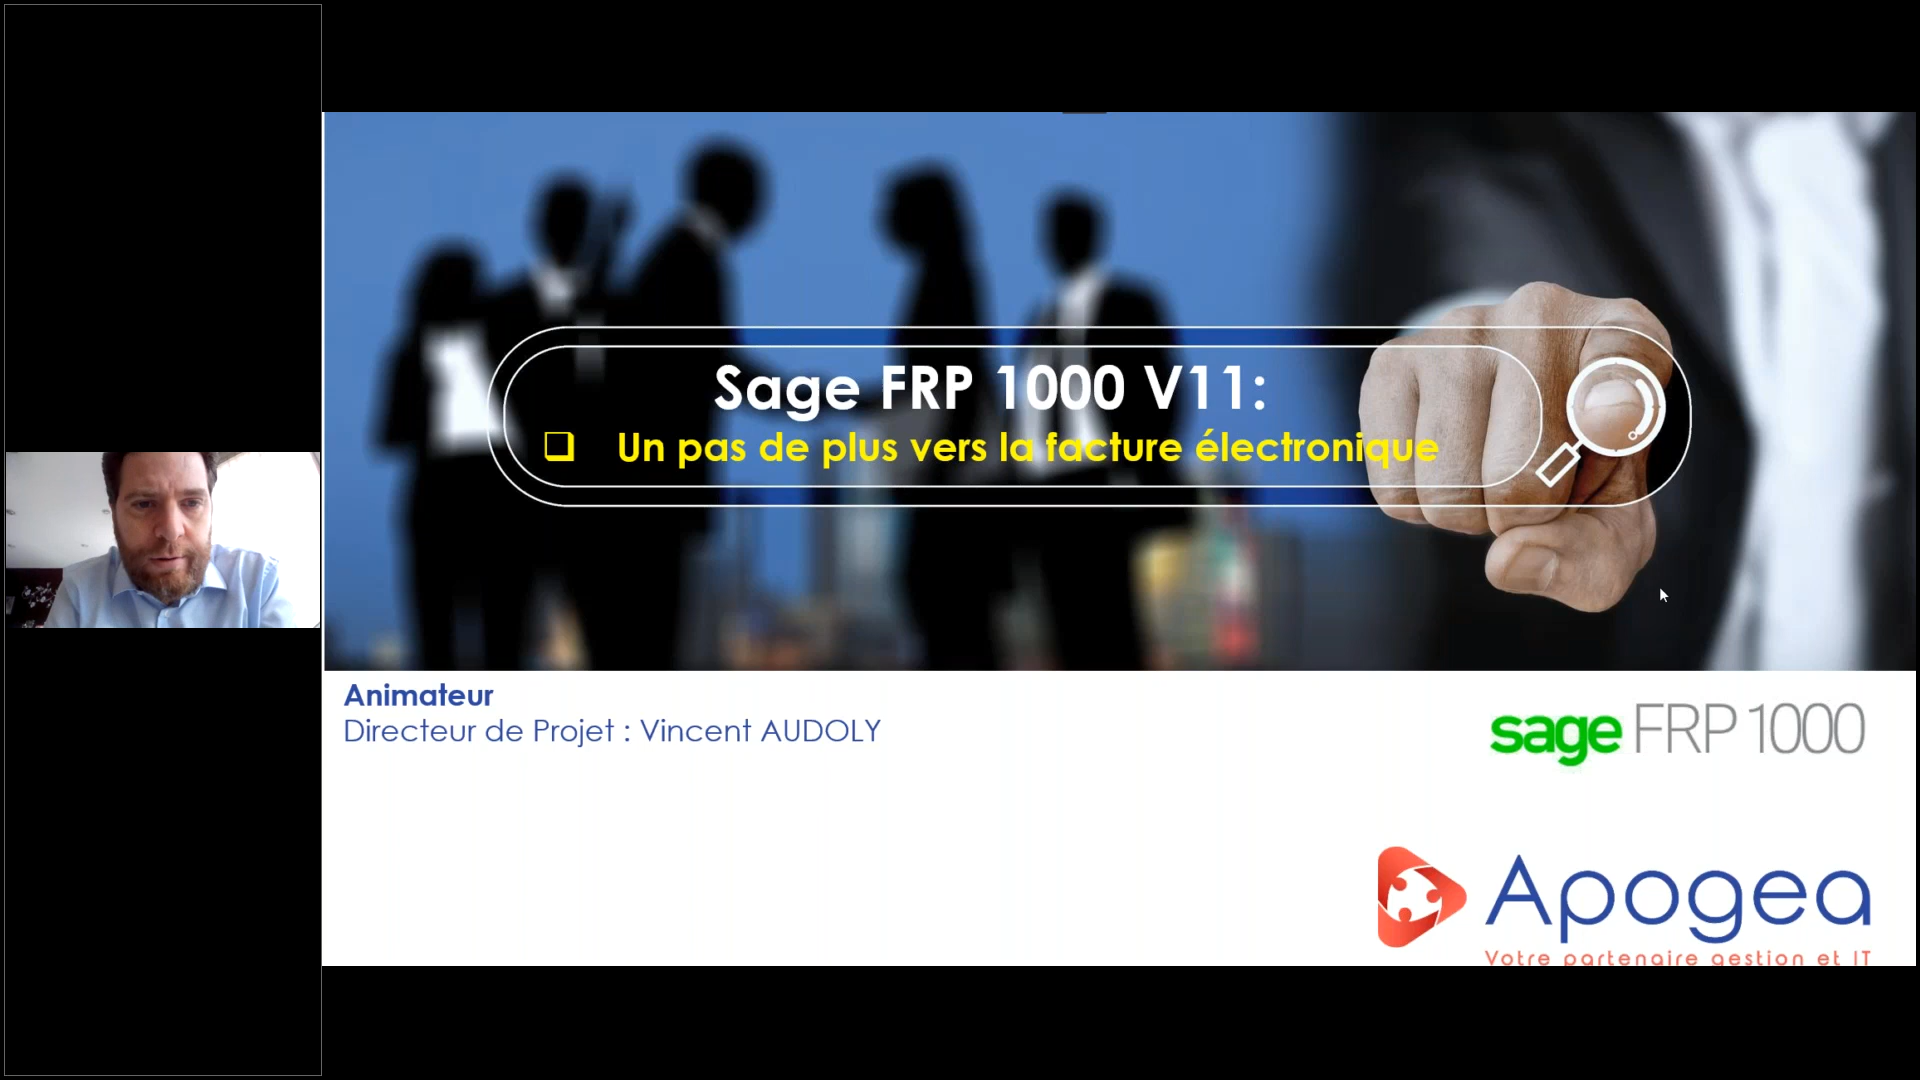 Sage FRP 1000 V11:
❑ Un pas de plus vers la facture électronique
Animateur
Directeur de Projet : Vincent AUDOLY
sage FRP 1000
Apogea
Votre partenaire gestion et IT